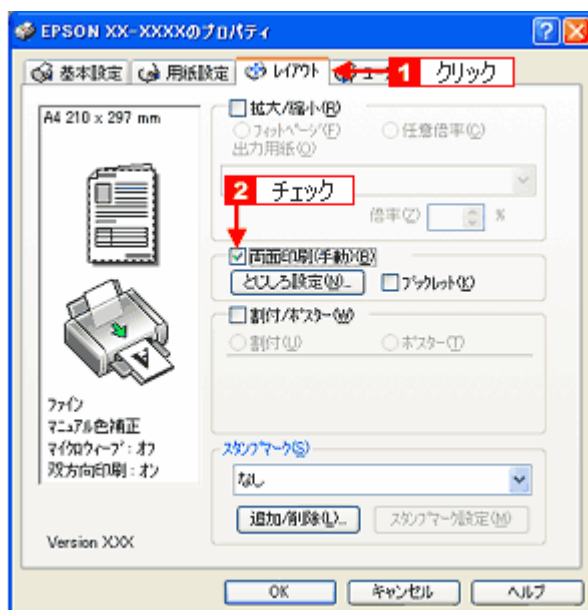 EPSON XX-XXXXのプロパティ
基本設定 用紙設定 レイアウト
1 クリック
A4 210 x 297 mm
拡大/縮小(R)
フィットページ(F) 任意倍率(C)
出力用紙(O)
2 チェック
倍率(Z) %
両面印刷(手動)(B)
とじしろ設定(N)... ブックレット(K)
割付/ポスター(W)
割付(U) ポスター(T)
ファイン
マニュアル色補正
マイクロウィーブ : オフ
双方向印刷 : オン
スタンプマーク(S)
なし
追加/削除(L)... スタンプマーク設定(M)
Version XXX
OK キャンセル ヘルプ